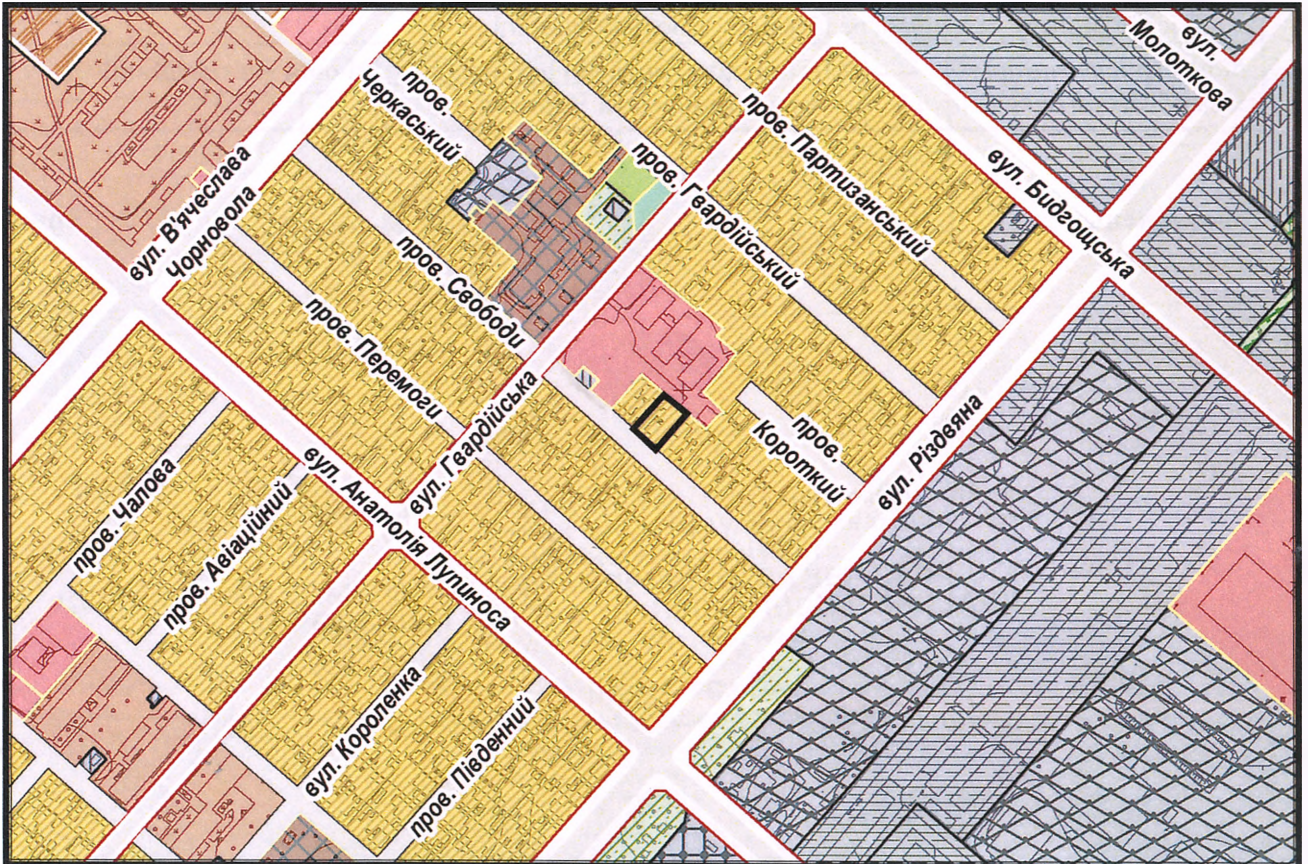 вул.
Молоткова
пров.
Черкаський
пров. Партизанський
пров. Гвардійський
вул. Бидгощська
вул. В'ячеслава
Чорновола
пров. Свободи
пров. Перемоги
вул. Гвардійська
пров.
Короткий
вул. Різдвяна
вул. Анатолія Лупиноса
пров. Чалова
пров. Авіаційний
вул. Короленка
пров. Південний